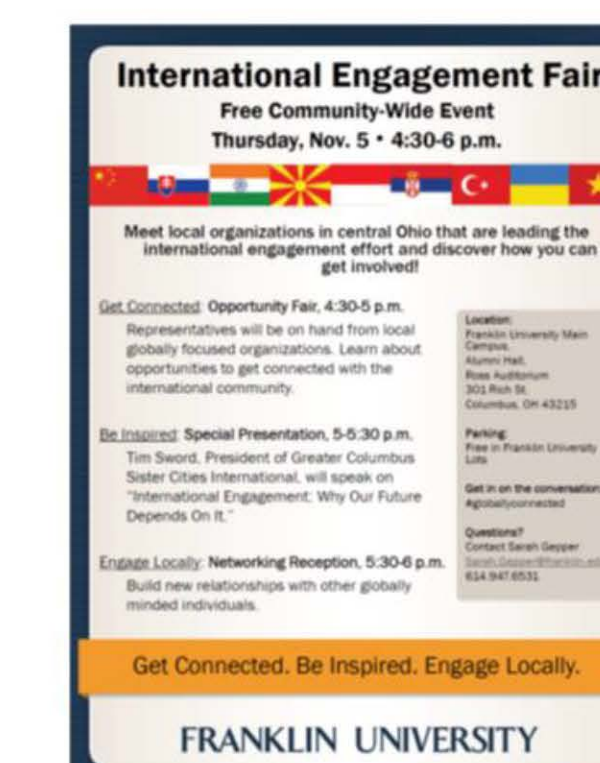 International Engagement Fair
Free Community-Wide Event
Thursday, Nov. 5 • 4:30-6 p.m.
Meet local organizations in central Ohio that are leading the
international engagement effort and discover how you can
get involved!
Get Connected: Opportunity Fair, 4:30-5 p.m.
Representatives will be on hand from local
globally focused organizations. Learn about
opportunities to get connected with the
international community.
Be Inspired: Special Presentation, 5-5:30 p.m.
Tim Sword, President of Greater Columbus
Sister Cities International, will speak on
"International Engagement: Why Our Future
Depends On It."
Engage Locally: Networking Reception, 5:30-6 p.m.
Build new relationships with other globally
minded individuals.
Location:
Franklin University Main
Campus,
Alumni Hall,
Ross Auditorium
301 Rich St.
Columbus, OH 43215
Parking:
Free in Franklin University
Lots
Get in on the conversation:
#globallyconnected
Questions?
Contact Sarah Gepper
614.947.6531
Get Connected. Be Inspired. Engage Locally.
FRANKLIN UNIVERSITY